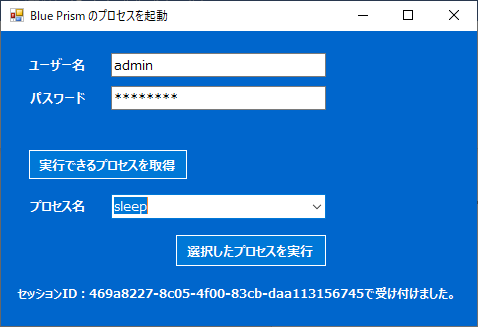 Blue Prism のプロセスを起動
ユーザー名 admin
パスワード ********
実行できるプロセスを取得
プロセス名 sleep
選択したプロセスを実行
セッションID：469a8227-8c05-4f00-83cb-daa113156745で受け付けました。